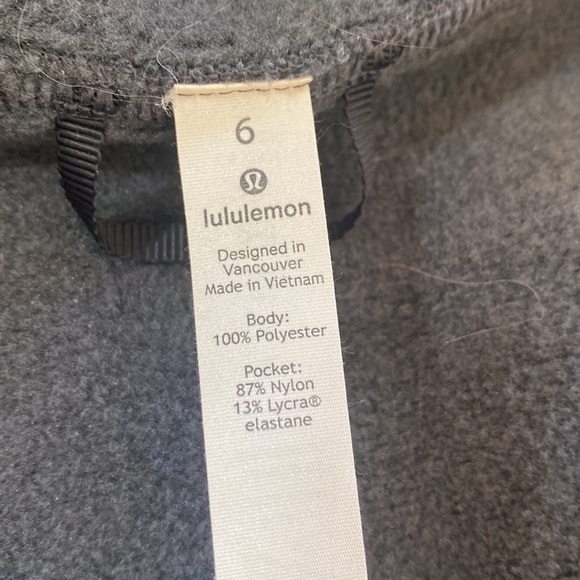 6
lululemon
Designed in
Vancouver
Made in Vietnam
Body:
100% Polyester
Pocket:
87% Nylon
13% Lycra®
elastane